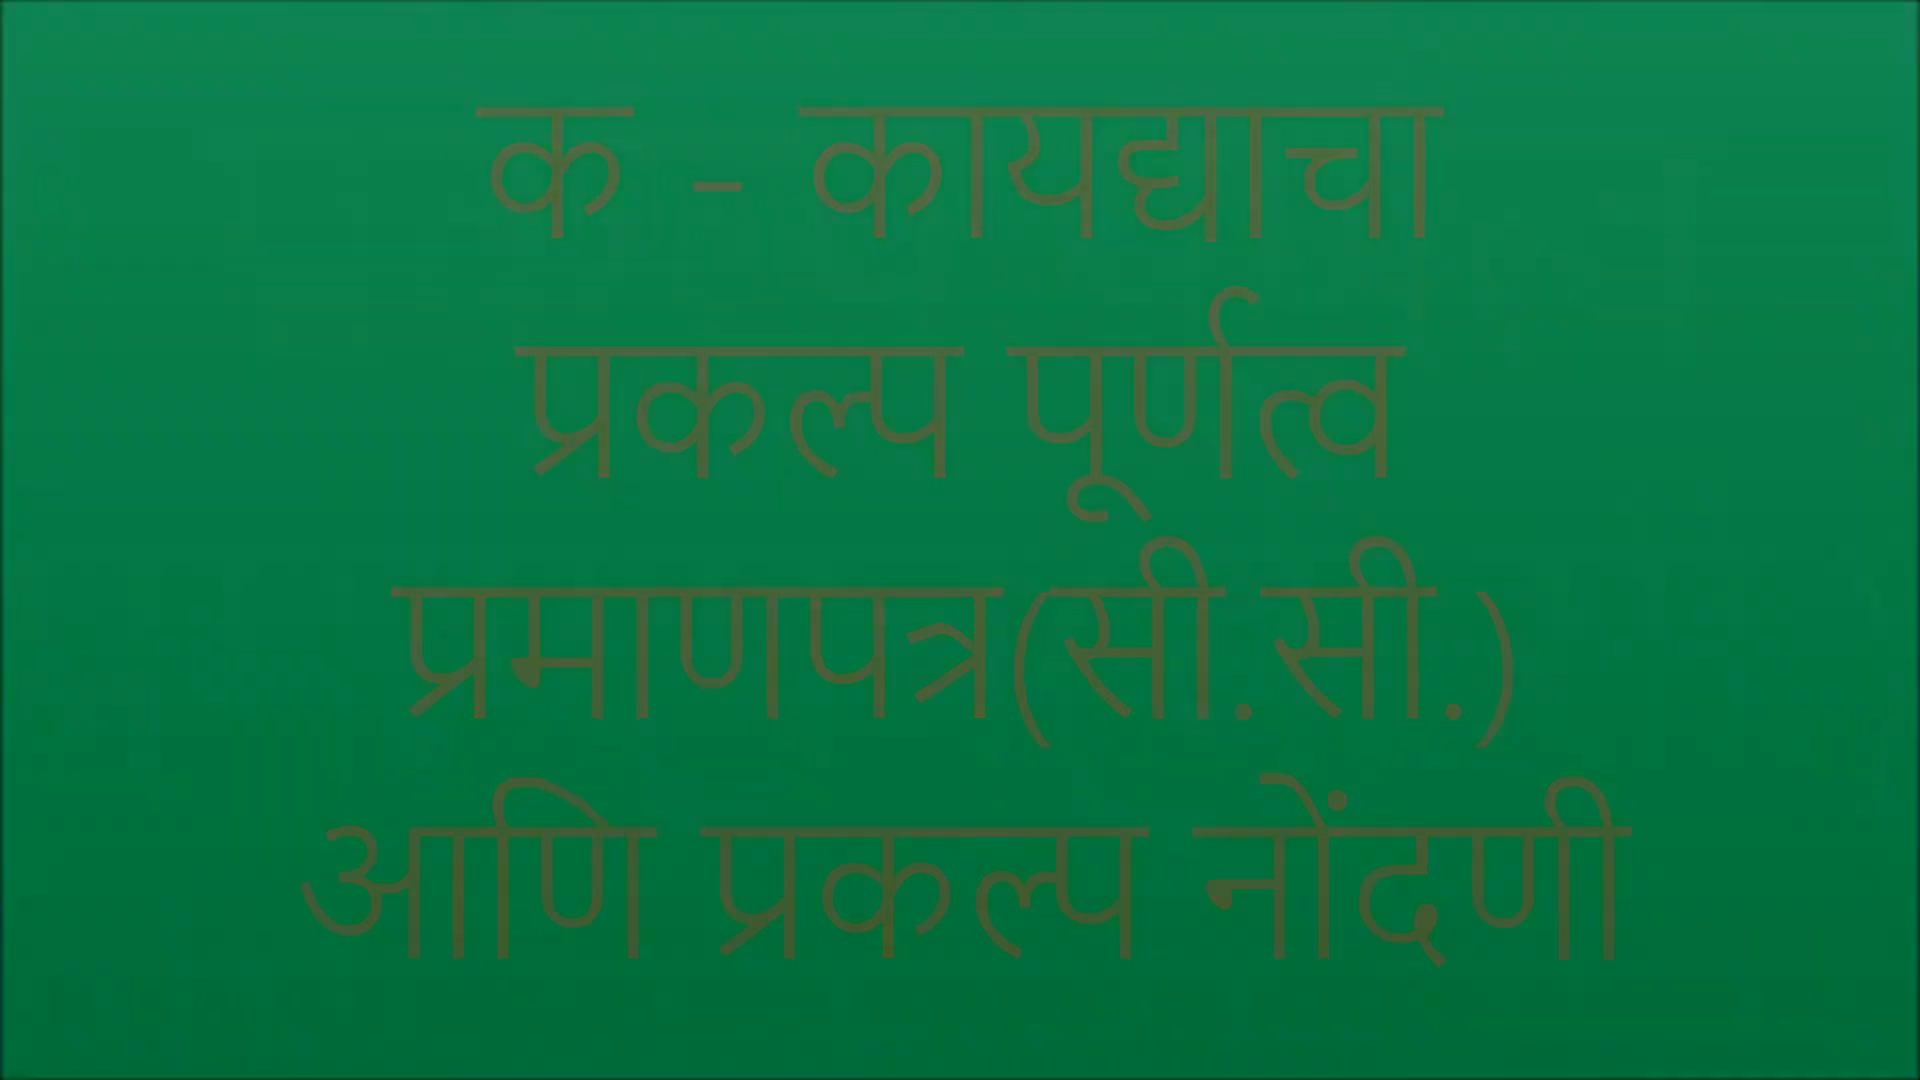 क - कायद्याचा
प्रकल्प पूर्णत्व
प्रमाणपत्र(सी.सी.)
आणि प्रकल्प नोंदणी